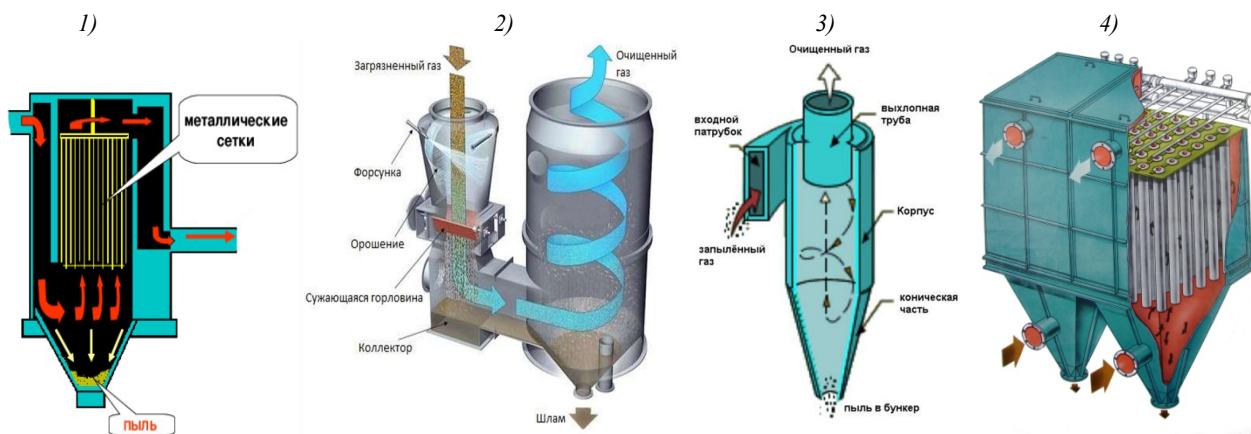 1)
металлические
сетки
пыль
2)
Загрязненный газ
Очищенный
газ
Форсунка
Орошение
Сужающаяся горловина
Коллектор
Шлам
3)
Очищенный газ
входной
патрубок
выхлопная
труба
Корпус
запылённый
газ
коническая
часть
пыль в бункер
4)